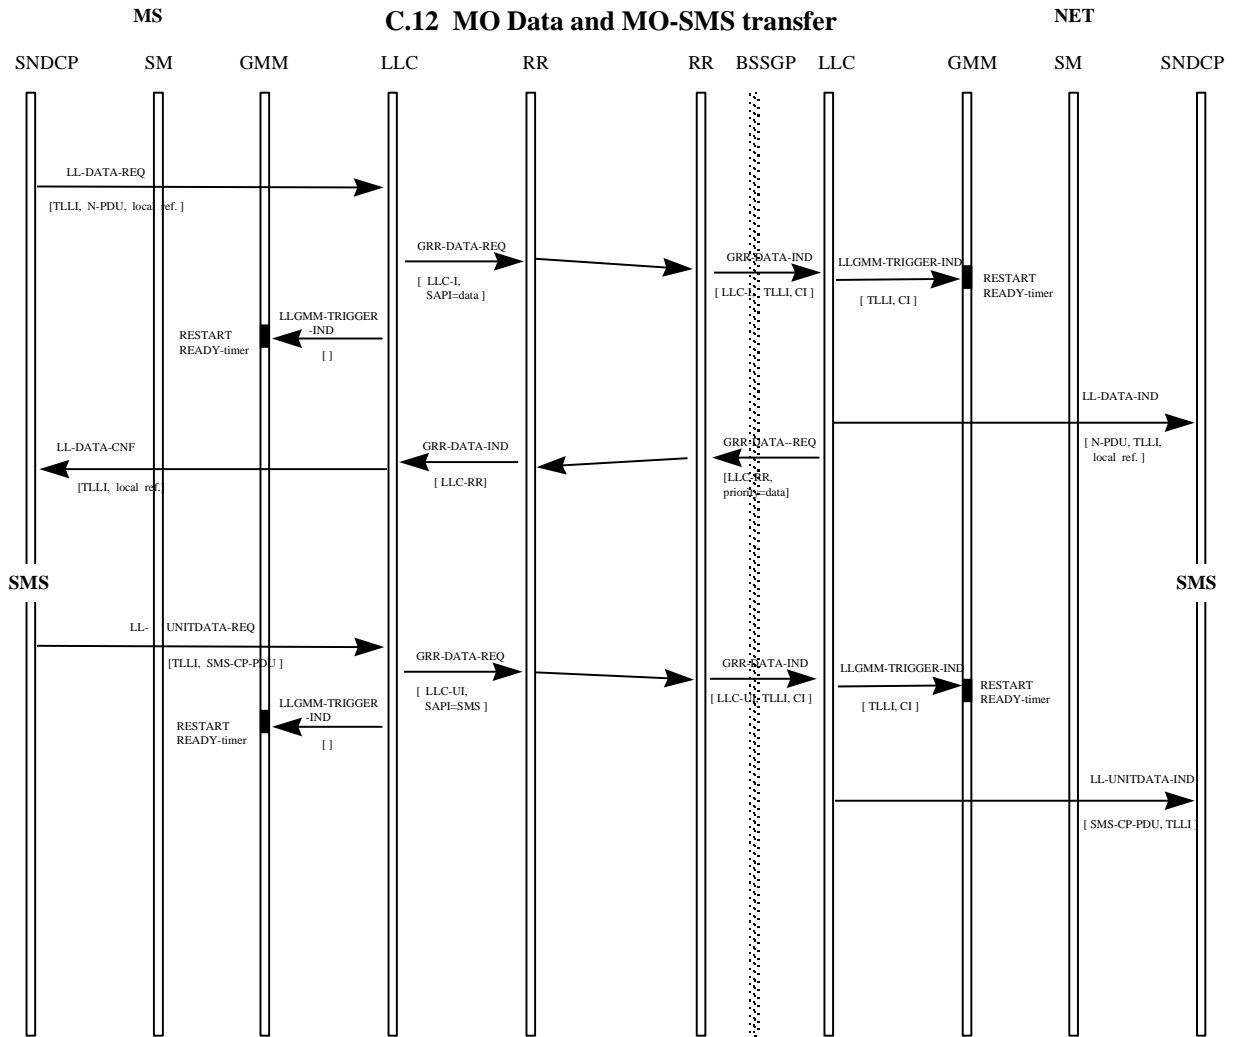 MS
C.12 MO Data and MO-SMS transfer
NET
SNDCP SM GMM LLC RR RR BSSGP LLC GMM SM SNDCP
LL-DATA-REQ
[TLLI, N-PDU, local ref. ]
GRR-DATA-REQ
[ LLC-I,
SAPI=data ]
GRR-DATA-IND
[ LLC-I, TLLI, CI ]
LLGMM-TRIGGER-IND
[ TLLI, CI ]
RESTART
READY-timer
LLGMM-TRIGGER
-IND
[ ]
RESTART
READY-timer
LL-DATA-IND
[ N-PDU, TLLI,
local ref. ]
GRR-DATA--REQ
[LLC-RR,
priority=data]
GRR-DATA-IND
[ LLC-RR]
LL-DATA-CNF
[TLLI, local ref.
SMS
SMS
LL- UNITDATA-REQ
[TLLI, SMS-CP-PDU ]
GRR-DATA-REQ
[ LLC-UI,
SAPI=SMS ]
GRR-DATA-IND
[ LLC-UI, TLLI, CI ]
LLGMM-TRIGGER-IND
[ TLLI, CI ]
RESTART
READY-timer
LLGMM-TRIGGER
-IND
[ ]
RESTART
READY-timer
LL-UNITDATA-IND
[ SMS-CP-PDU, TLLI ]